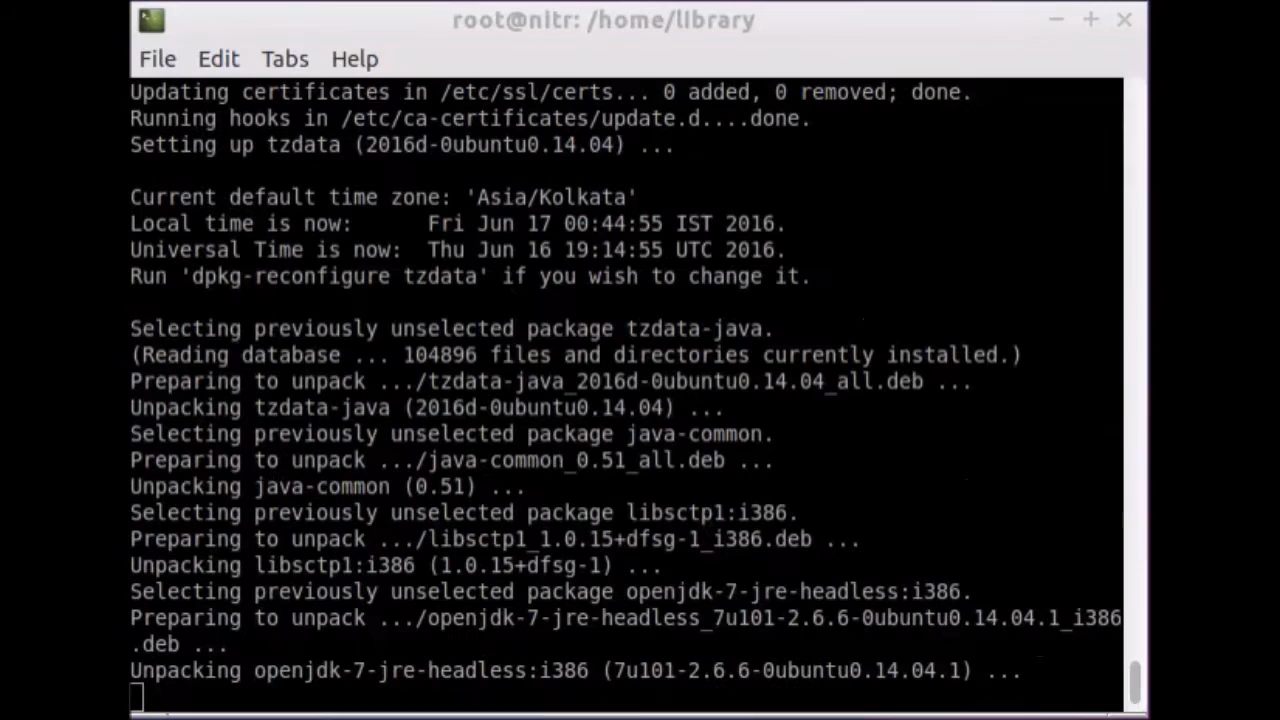 root@nitr: /home/library
File Edit Tabs Help
Updating certificates in /etc/ssl/certs... 0 added, 0 removed; done.
Running hooks in /etc/ca-certificates/update.d....done.
Setting up tzdata (2016d-0ubuntu0.14.04) ...
Current default time zone: 'Asia/Kolkata'
Local time is now:      Fri Jun 17 00:44:55 IST 2016.
Universal Time is now:  Thu Jun 16 19:14:55 UTC 2016.
Run 'dpkg-reconfigure tzdata' if you wish to change it.
Selecting previously unselected package tzdata-java.
(Reading database ... 104896 files and directories currently installed.)
Preparing to unpack .../tzdata-java_2016d-0ubuntu0.14.04_all.deb ...
Unpacking tzdata-java (2016d-0ubuntu0.14.04) ...
Selecting previously unselected package java-common.
Preparing to unpack .../java-common_0.51_all.deb ...
Unpacking java-common (0.51) ...
Selecting previously unselected package libsctp1:i386.
Preparing to unpack .../libsctp1_1.0.15+dfsg-1_i386.deb ...
Unpacking libsctp1:i386 (1.0.15+dfsg-1) ...
Selecting previously unselected package openjdk-7-jre-headless:i386.
Preparing to unpack .../openjdk-7-jre-headless_7u101-2.6.6-0ubuntu0.14.04.1_i386
.deb ...
Unpacking openjdk-7-jre-headless:i386 (7u101-2.6.6-0ubuntu0.14.04.1) ...